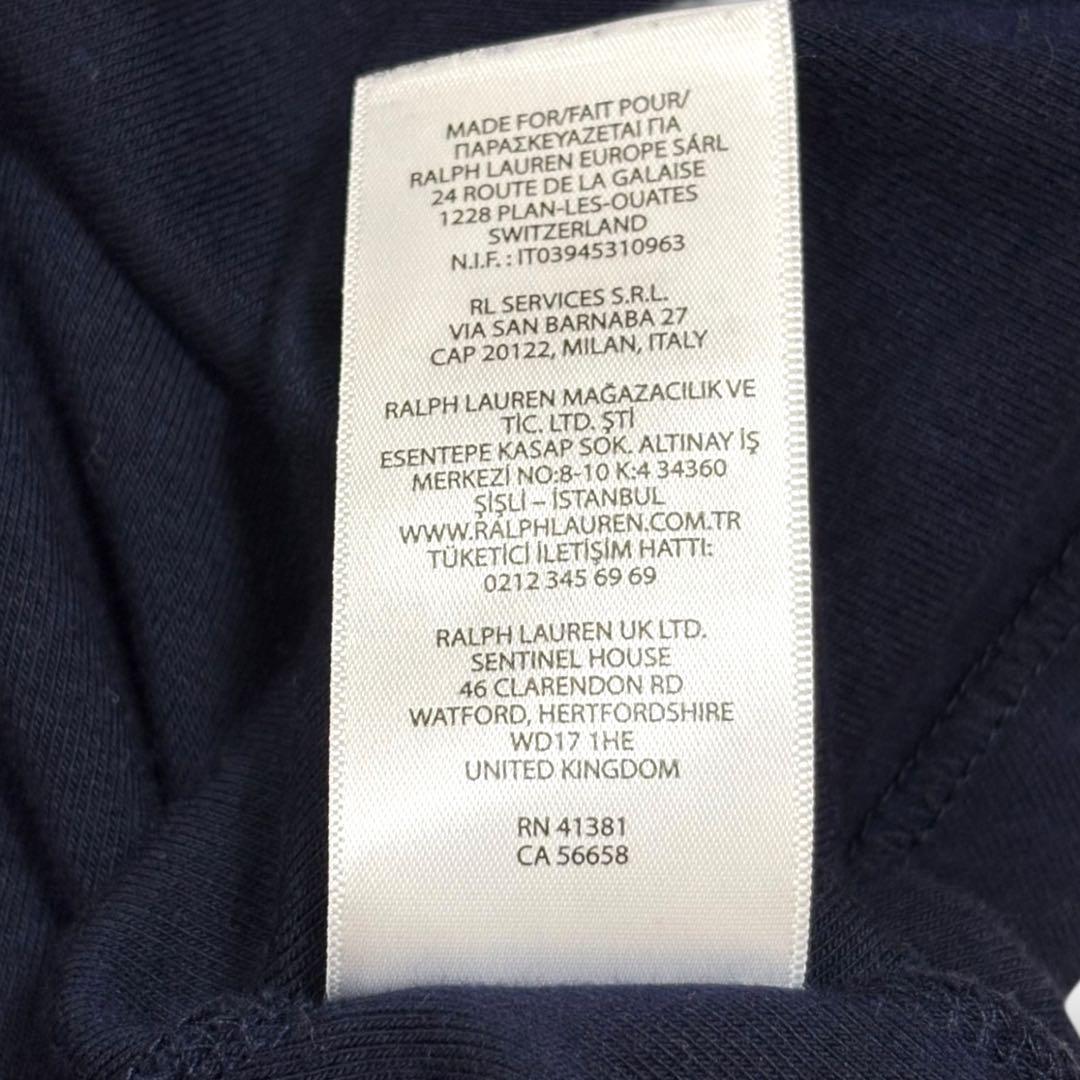 MADE FOR/FAIT POUR/
ΠΑΡΑΣΚΕΥΑΖΕΤΑΙ ΓΙΑ
RALPH LAUREN EUROPE SÁRL
24 ROUTE DE LA GALAISE
1228 PLAN-LES-OUATES
SWITZERLAND
N.I.F. : IT03945310963
RL SERVICES S.R.L.
VIA SAN BARNABA 27
CAP 20122, MILAN, ITALY
RALPH LAUREN MAĞAZACILIK VE
TİC. LTD. ŞTİ
ESENTEPE KASAP SOK. ALTINAY İŞ
MERKEZİ NO:8-10 K:4 34360
ŞİŞLİ – İSTANBUL
WWW.RALPHLAUREN.COM.TR
TÜKETİCİ İLETİŞİM HATTI:
0212 345 69 69
RALPH LAUREN UK LTD.
SENTINEL HOUSE
46 CLARENDON RD
WATFORD, HERTFORDSHIRE
WD17 1HE
UNITED KINGDOM
RN 41381
CA 56658